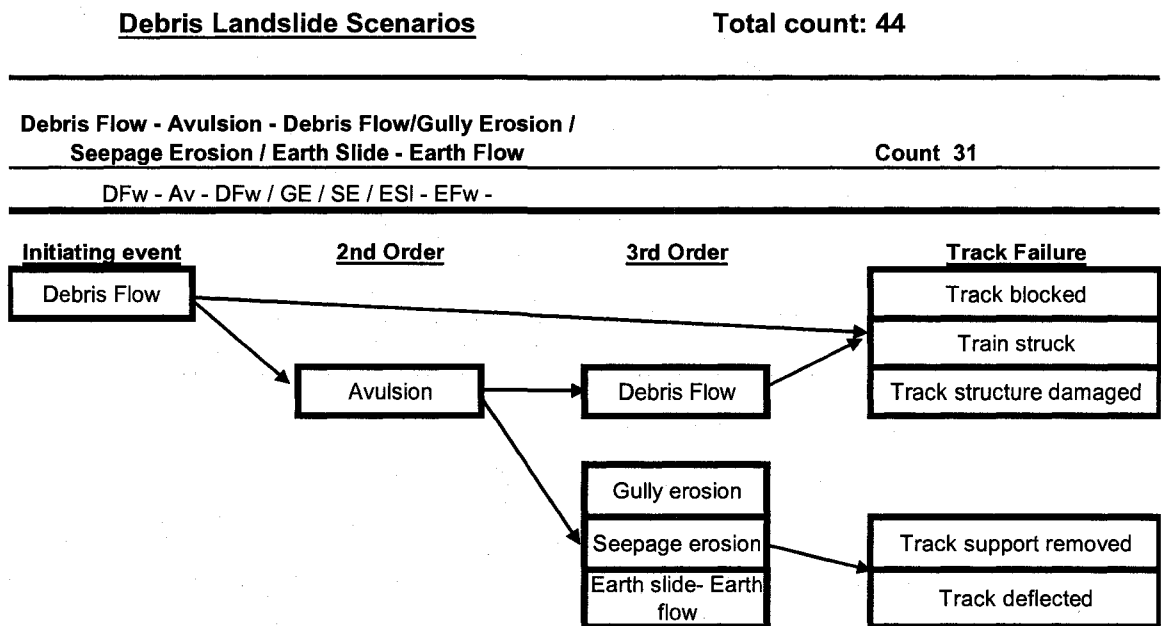 Debris Landslide Scenarios Total count: 44
Debris Flow - Avulsion - Debris Flow/Gully Erosion /
Seepage Erosion / Earth Slide - Earth Flow Count 31
DFw - Av - DFw / GE / SE / ESl - EFw -
Initiating event 2nd Order 3rd Order Track Failure
Debris Flow Track blocked
Train struck
Avulsion Debris Flow Track structure damaged
Gully erosion
Seepage erosion Track support removed
Earth slide- Earth
flow Track deflected